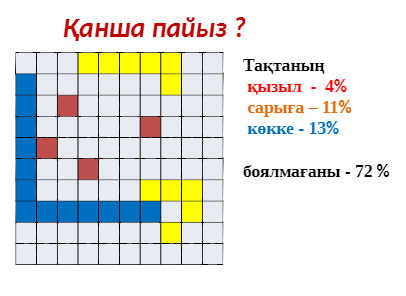 Қанша пайыз ?
Тақтаның
қызыл - 4%
сарыға – 11%
көкке - 13%
боялмағаны - 72 %